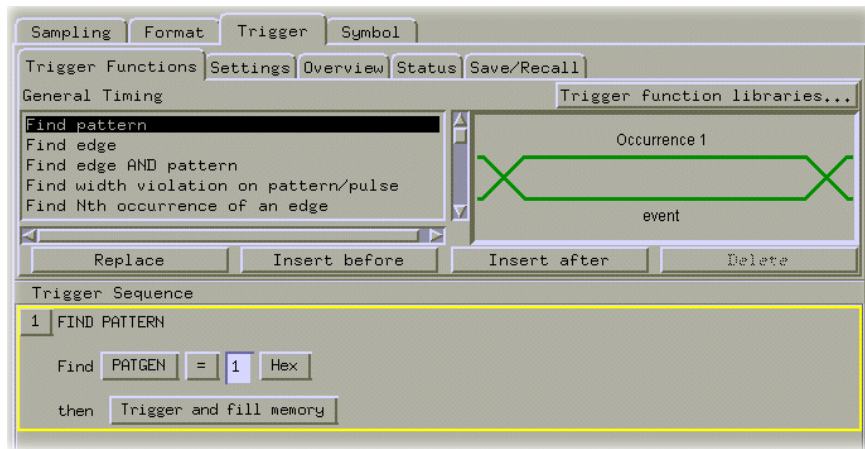 Sampling Format Trigger Symbol
Trigger Functions Settings Overview Status Save/Recall
General Timing Trigger function libraries...
Find pattern
Find edge
Find edge AND pattern
Find width violation on pattern/pulse
Find Nth occurrence of an edge
Occurrence 1
event
Replace Insert before Insert after Delete
Trigger Sequence
1 FIND PATTERN
Find PATGEN = 1 Hex
then Trigger and fill memory